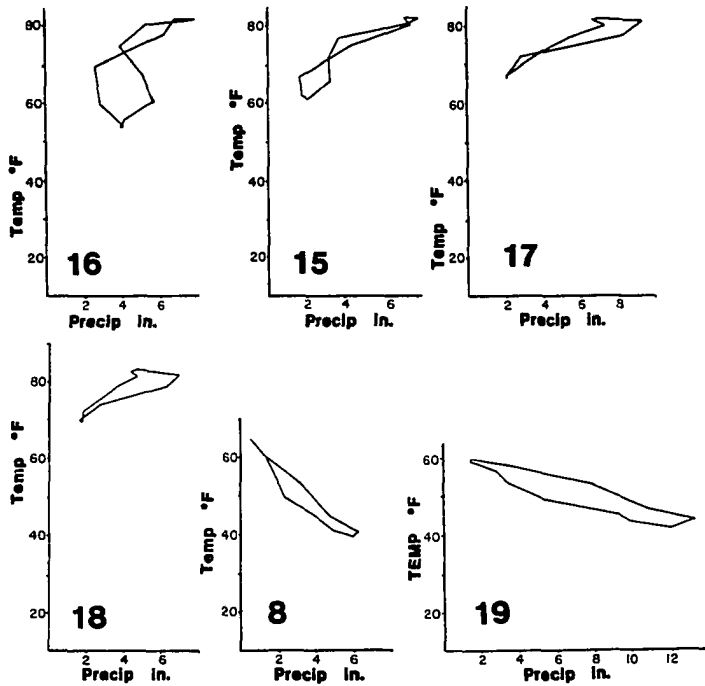 80 80 80
60 60 60
40 40 40
20 20 20
Temp °F Temp °F Temp °F
16 15 17
2 4 6 2 4 6 2 4 6 8
Precip in. Precip in. Precip in.
80
60 60 60
40 40 40
20 20 20
Temp °F Temp °F TEMP °F
18 8 19
2 4 6 2 4 6 2 4 6 8 10 12
Precip in. Precip in. Precip in.